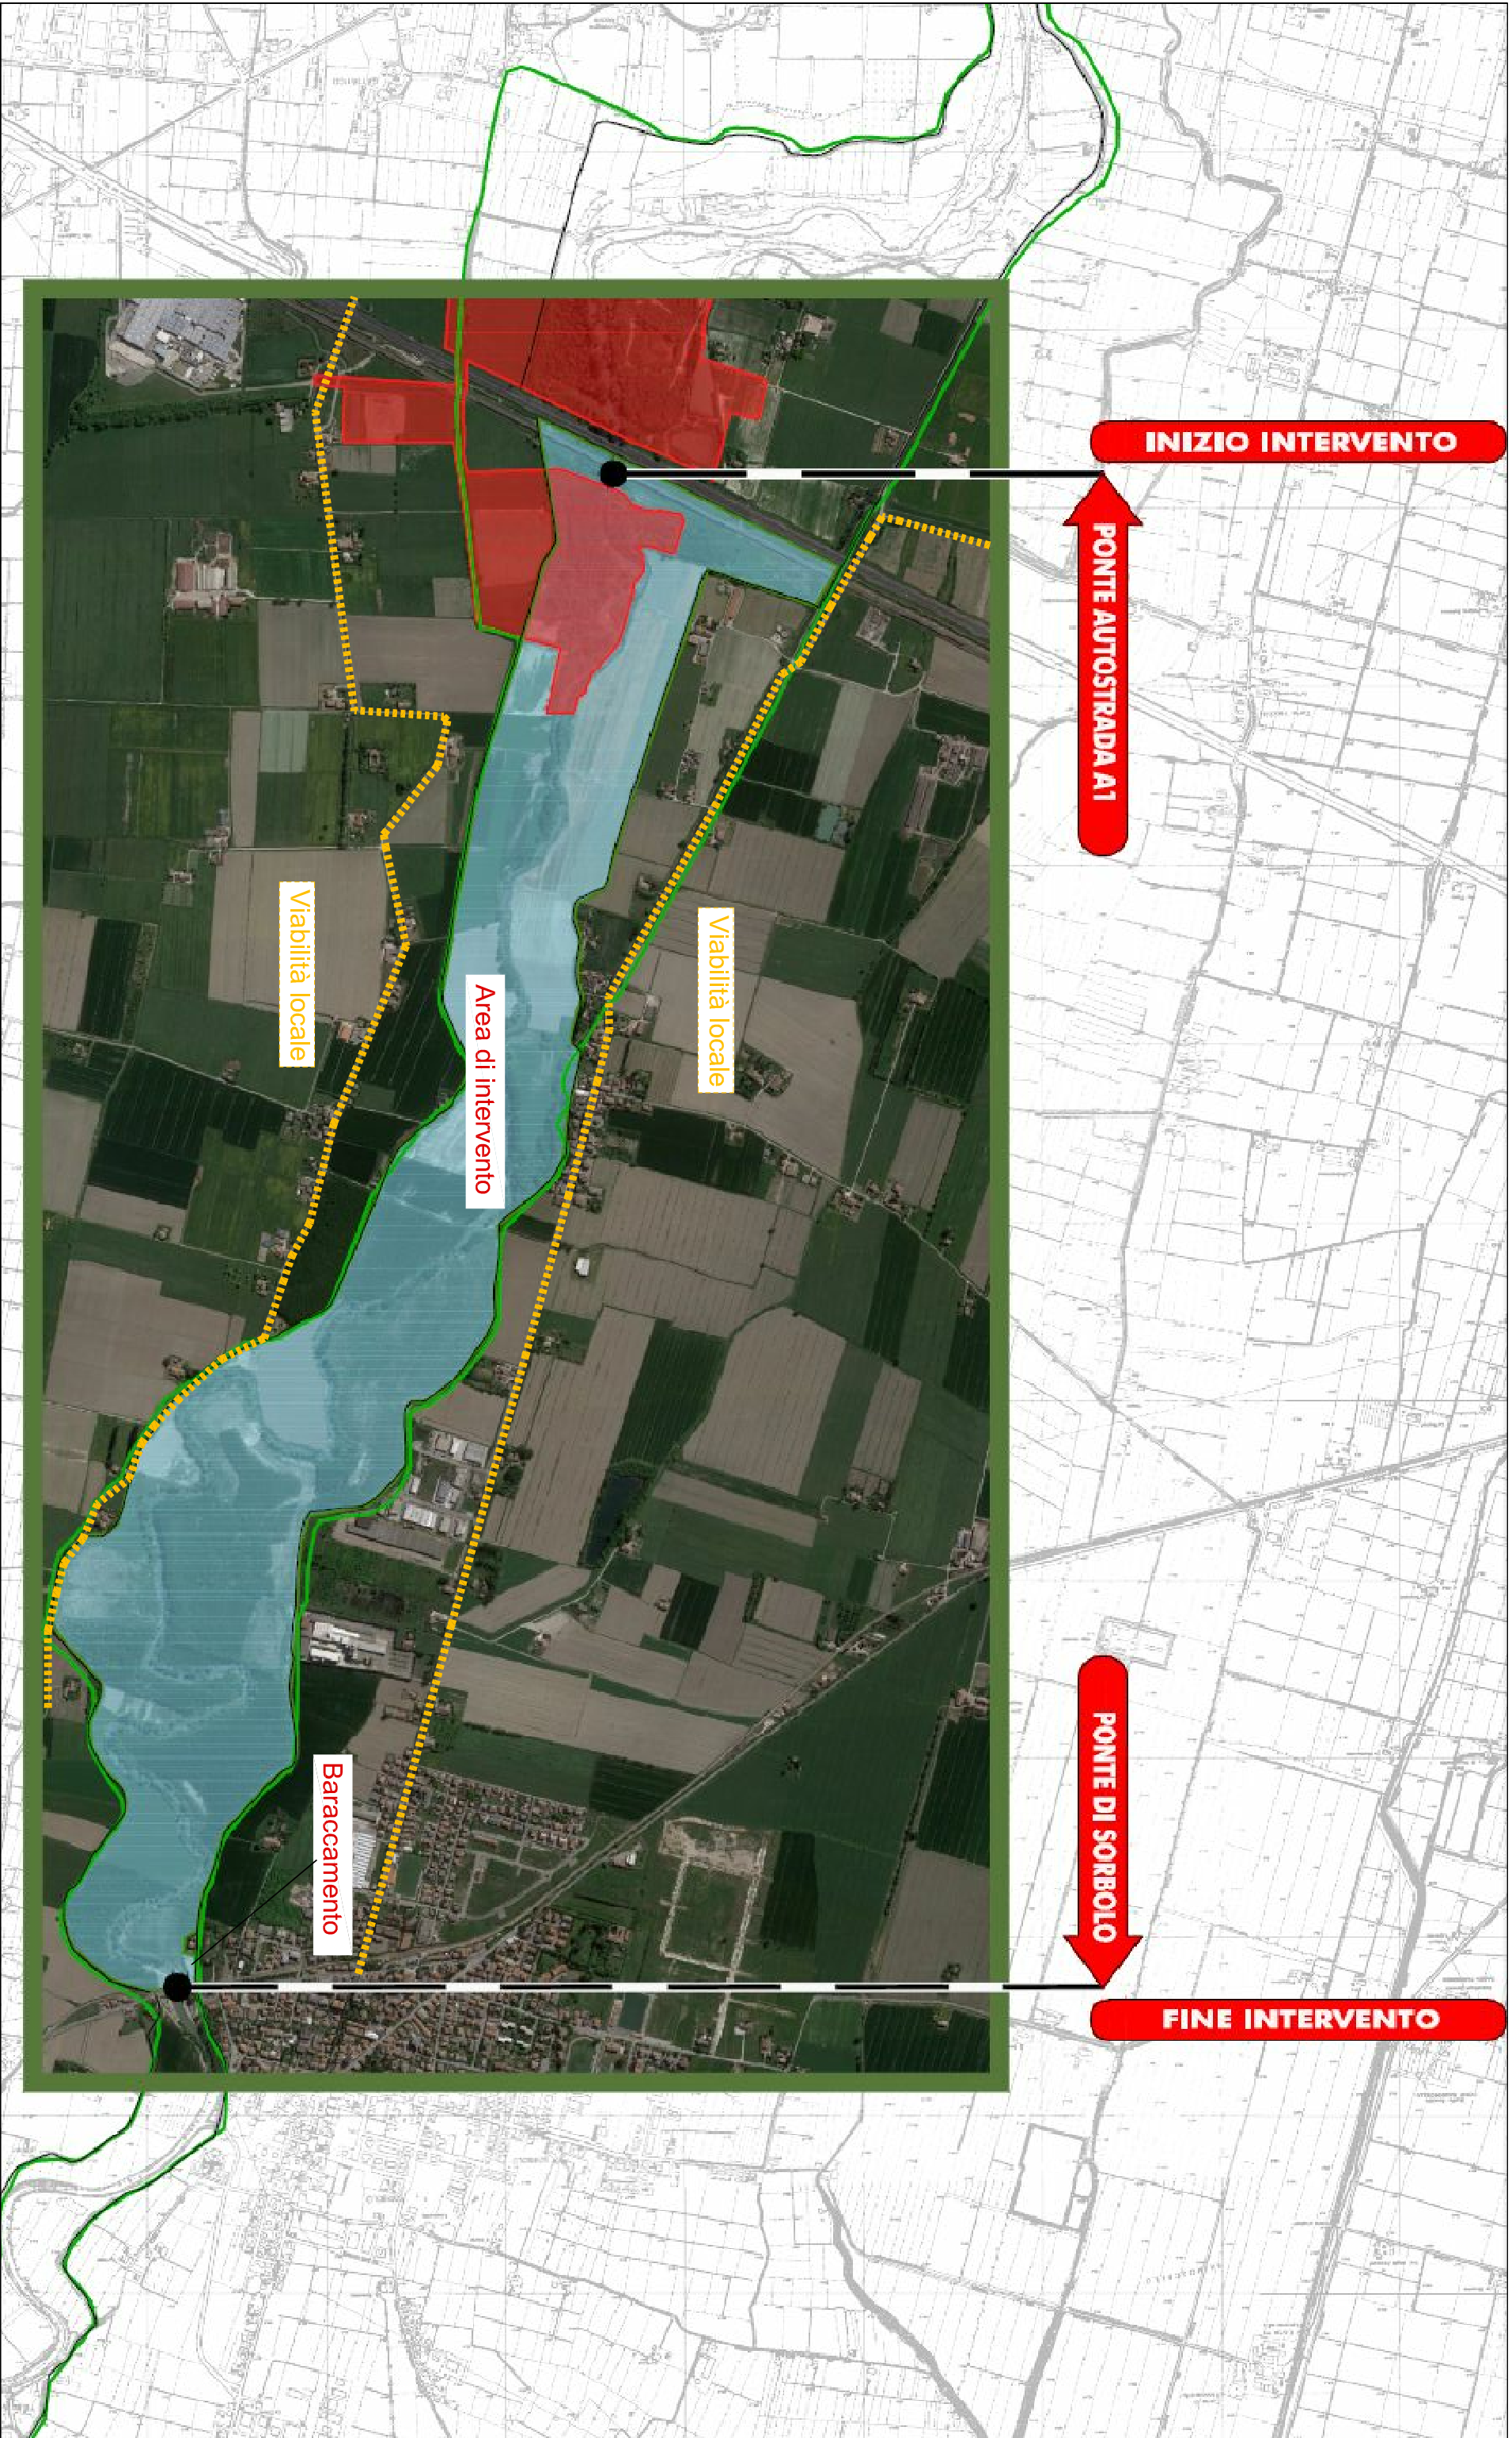 INIZIO INTERVENTO
PONTE AUTOSTRADA A1
Viabilità locale
Viabilità locale
Area di intervento
PONTE DI SORBOLO
Baraccamento
FINE INTERVENTO